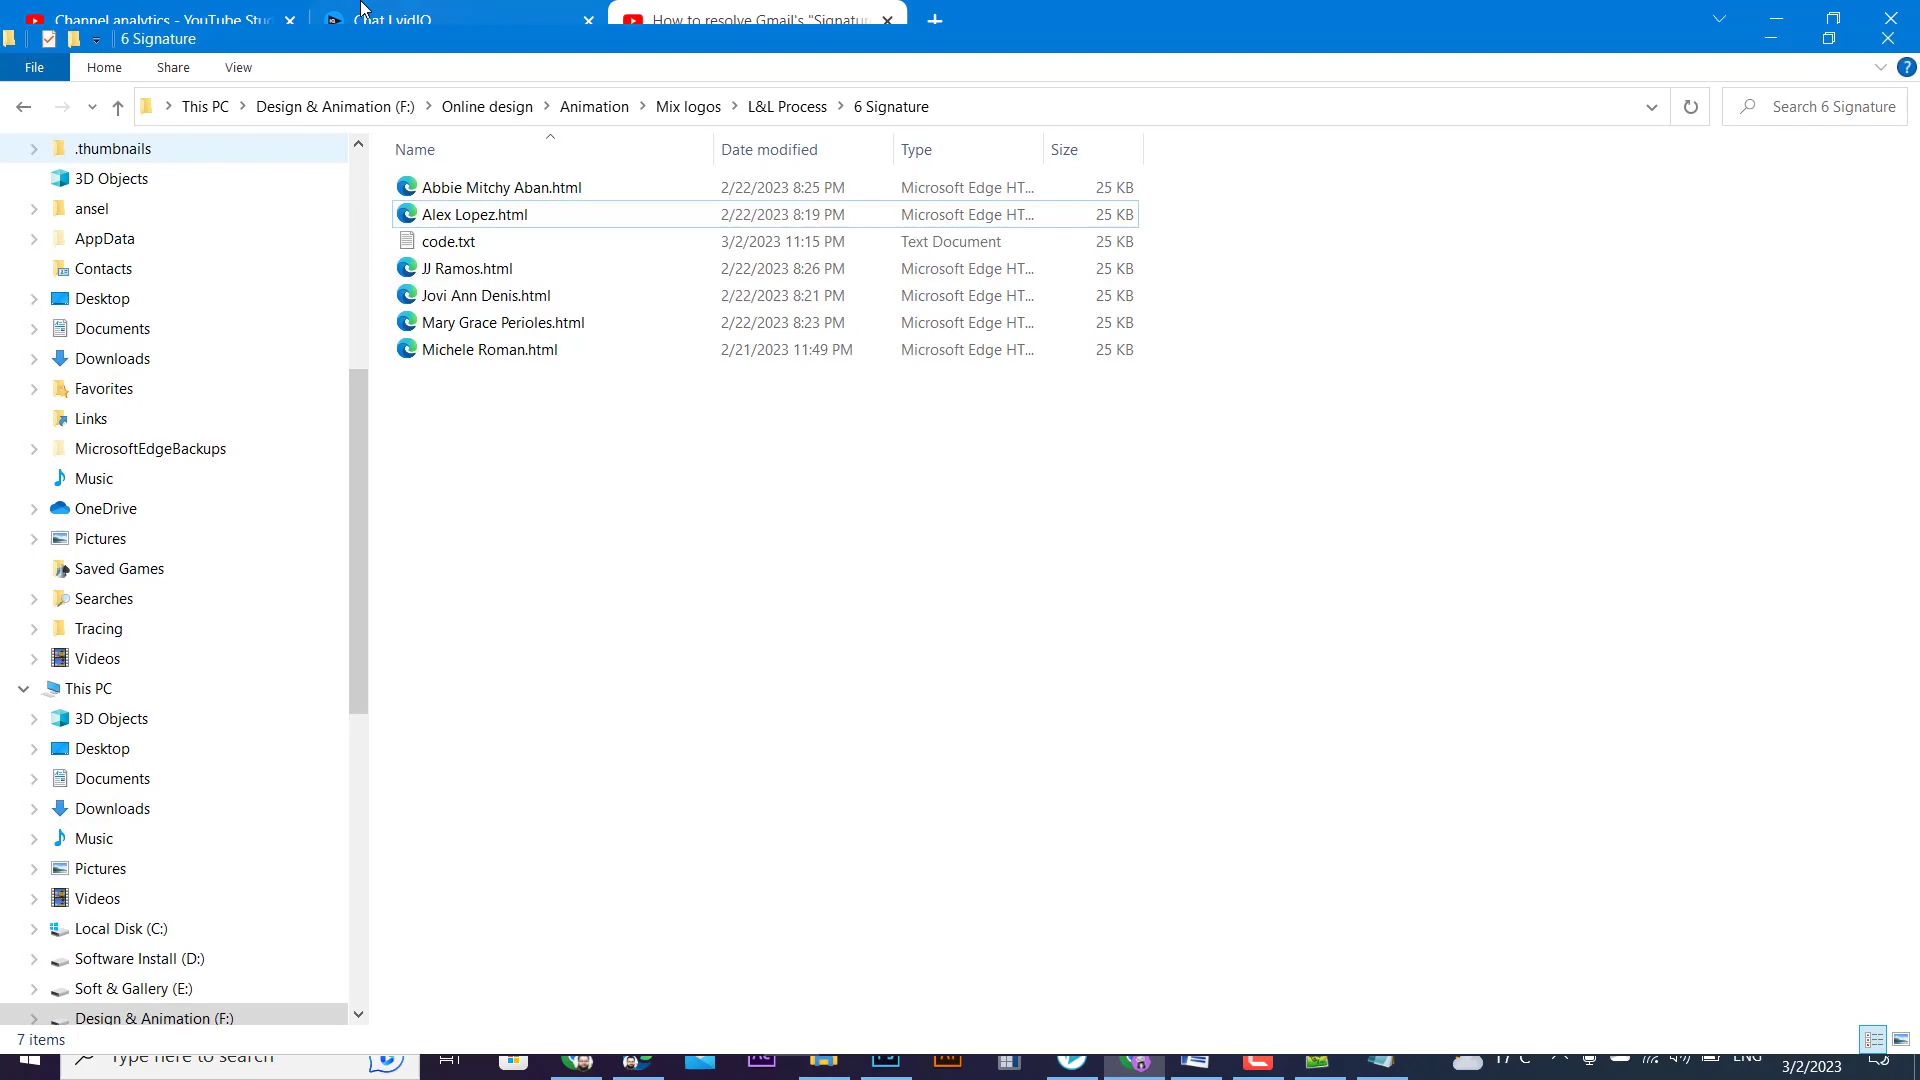 Channel analytics - YouTube Stu
Chat | vidIQ
How to resolve Gmail's "Signatur
6 Signature
File
Home
Share
View
This PC
Design & Animation (F:)
Online design
Animation
Mix logos
L&L Process
6 Signature
Search 6 Signature
Name
Date modified
Type
Size
Abbie Mitchy Aban.html 2/22/2023 8:25 PM Microsoft Edge HT... 25 KB
Alex Lopez.html 2/22/2023 8:19 PM Microsoft Edge HT... 25 KB
code.txt 3/2/2023 11:15 PM Text Document 25 KB
JJ Ramos.html 2/22/2023 8:26 PM Microsoft Edge HT... 25 KB
Jovi Ann Denis.html 2/22/2023 8:21 PM Microsoft Edge HT... 25 KB
Mary Grace Perioles.html 2/22/2023 8:23 PM Microsoft Edge HT... 25 KB
Michele Roman.html 2/21/2023 11:49 PM Microsoft Edge HT... 25 KB
.thumbnails
3D Objects
ansel
AppData
Contacts
Desktop
Documents
Downloads
Favorites
Links
MicrosoftEdgeBackups
Music
OneDrive
Pictures
Saved Games
Searches
Tracing
Videos
This PC
3D Objects
Desktop
Documents
Downloads
Music
Pictures
Videos
Local Disk (C:)
Software Install (D:)
Soft & Gallery (E:)
Design & Animation (F:)
7 items
Type here to search
Ae
Ps
Ai
17°C
ENG
3/2/2023